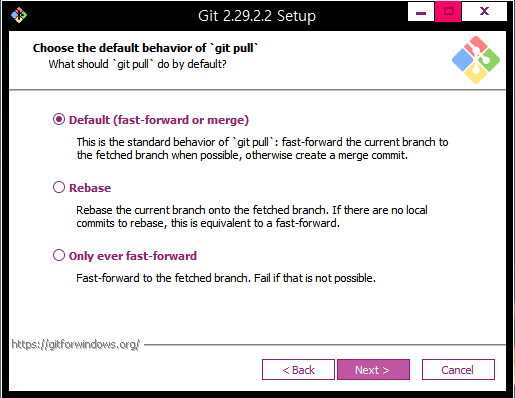 Git 2.29.2.2 Setup
Choose the default behavior of `git pull`
What should `git pull` do by default?
Default (fast-forward or merge)
This is the standard behavior of `git pull`: fast-forward the current branch to
the fetched branch when possible, otherwise create a merge commit.
Rebase
Rebase the current branch onto the fetched branch. If there are no local
commits to rebase, this is equivalent to a fast-forward.
Only ever fast-forward
Fast-forward to the fetched branch. Fail if that is not possible.
https://gitforwindows.org/
< Back
Next >
Cancel